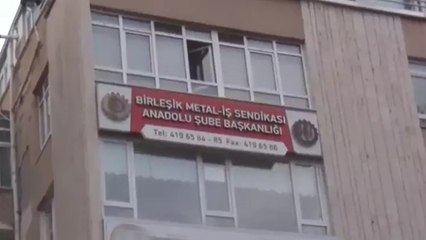 BİRLEŞİK METAL-İŞ SENDİKASI
ANADOLU ŞUBE BAŞKANLIĞI
Tel: 419 65 84 - 85 Fax: 419 65 86